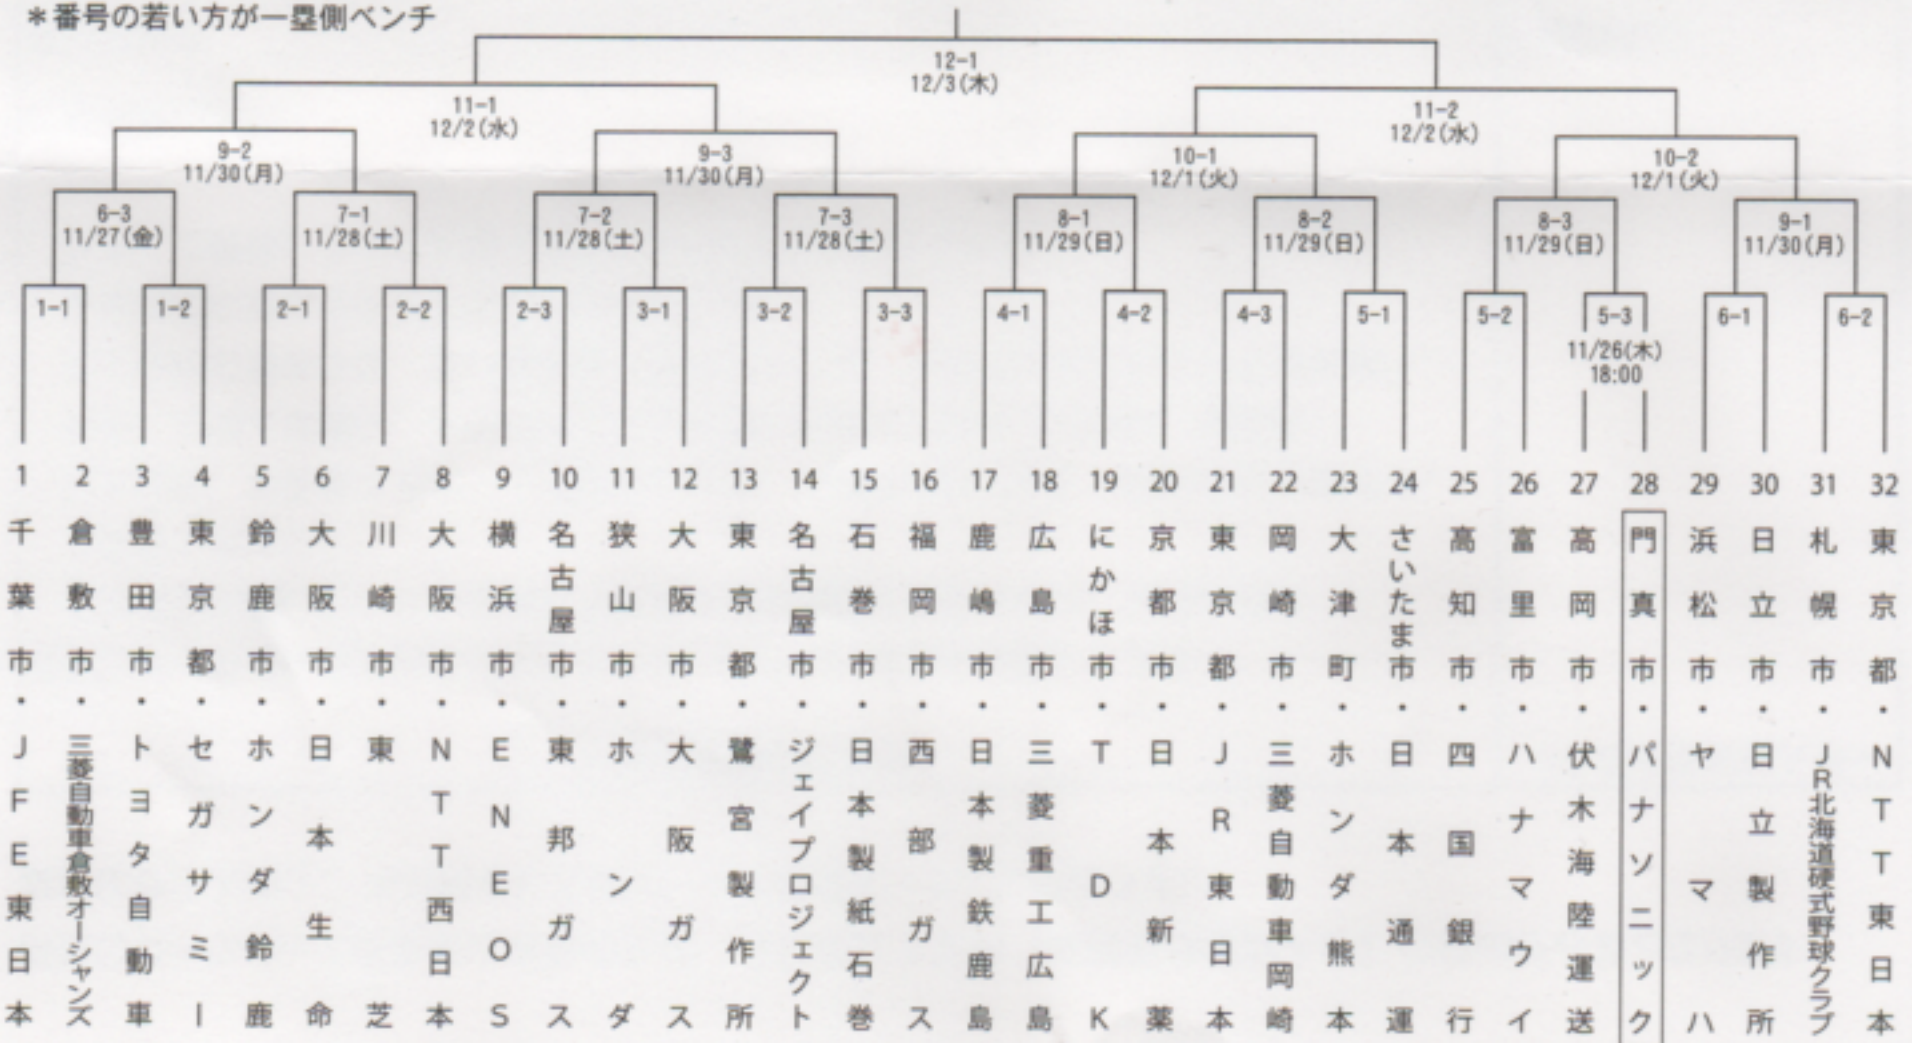 ＊番号の若い方が一塁側ベンチ
12-1
12/3(木)
11-1
12/2(水)
11-2
12/2(水)
9-2
11/30(月)
9-3
11/30(月)
10-1
12/1(火)
10-2
12/1(火)
6-3
11/27(金)
7-1
11/28(土)
7-2
11/28(土)
7-3
11/28(土)
8-1
11/29(日)
8-2
11/29(日)
8-3
11/29(日)
9-1
11/30(月)
1-1
1-2
2-1
2-2
2-3
3-1
3-2
3-3
4-1
4-2
4-3
5-1
5-2
5-3
11/26(木)
18:00
6-1
6-2
1 千葉市・JFE東日本
2 倉敷市・三菱自動車倉敷オーシャンズ
3 豊田市・トヨタ自動車
4 東京都・セガサミー
5 鈴鹿市・ホンダ鈴鹿
6 大阪市・日本生命
7 川崎市・東芝
8 大阪市・NTT西日本
9 横浜市・ENEOS
10 名古屋市・東邦ガス
11 狭山市・ホンダ
12 大阪市・大阪ガス
13 東京都・鷺宮製作所
14 名古屋市・ジェイプロジェクト
15 石巻市・日本製紙石巻
16 福岡市・西部ガス
17 鹿嶋市・日本製鉄鹿島
18 広島市・三菱重工広島
19 にかほ市・TDK
20 京都市・日本新薬
21 東京都・JR東日本
22 岡崎市・三菱自動車岡崎
23 大津町・ホンダ熊本
24 さいたま市・日本通運
25 高知市・四国銀行
26 富里市・ハナマウイ
27 高岡市・伏木海陸運送
28 門真市・パナソニック
29 浜松市・ヤマハ
30 日立市・日立製作所
31 札幌市・JR北海道硬式野球クラブ
32 東京都・NTT東日本